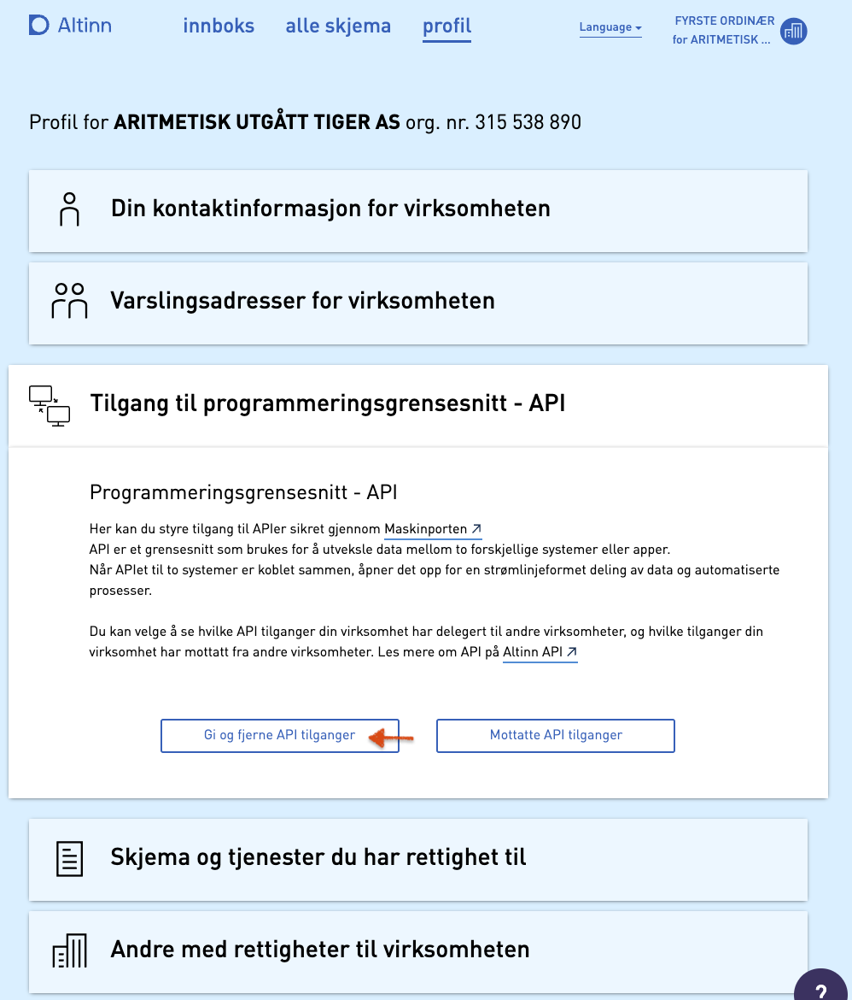 Altinn
innboks alle skjema profil
Language
FYRSTE ORDINÆR
for ARITMETISK ...
Profil for ARITMETISK UTGÅTT TIGER AS org. nr. 315 538 890
Din kontaktinformasjon for virksomheten
Varslingsadresser for virksomheten
Tilgang til programmeringsgrensesnitt - API
Programmeringsgrensesnitt - API
Her kan du styre tilgang til APIer sikret gjennom Maskinporten
API er et grensesnitt som brukes for å utveksle data mellom to forskjellige systemer eller apper.
Når APIet til to systemer er koblet sammen, åpner det opp for en strømlinjeformet deling av data og automatiserte
prosesser.
Du kan velge å se hvilke API tilganger din virksomhet har delegert til andre virksomheter, og hvilke tilganger din
virksomhet har mottatt fra andre virksomheter. Les mere om API på Altinn API
Gi og fjerne API tilganger
Mottatte API tilganger
Skjema og tjenester du har rettighet til
Andre med rettigheter til virksomheten
?